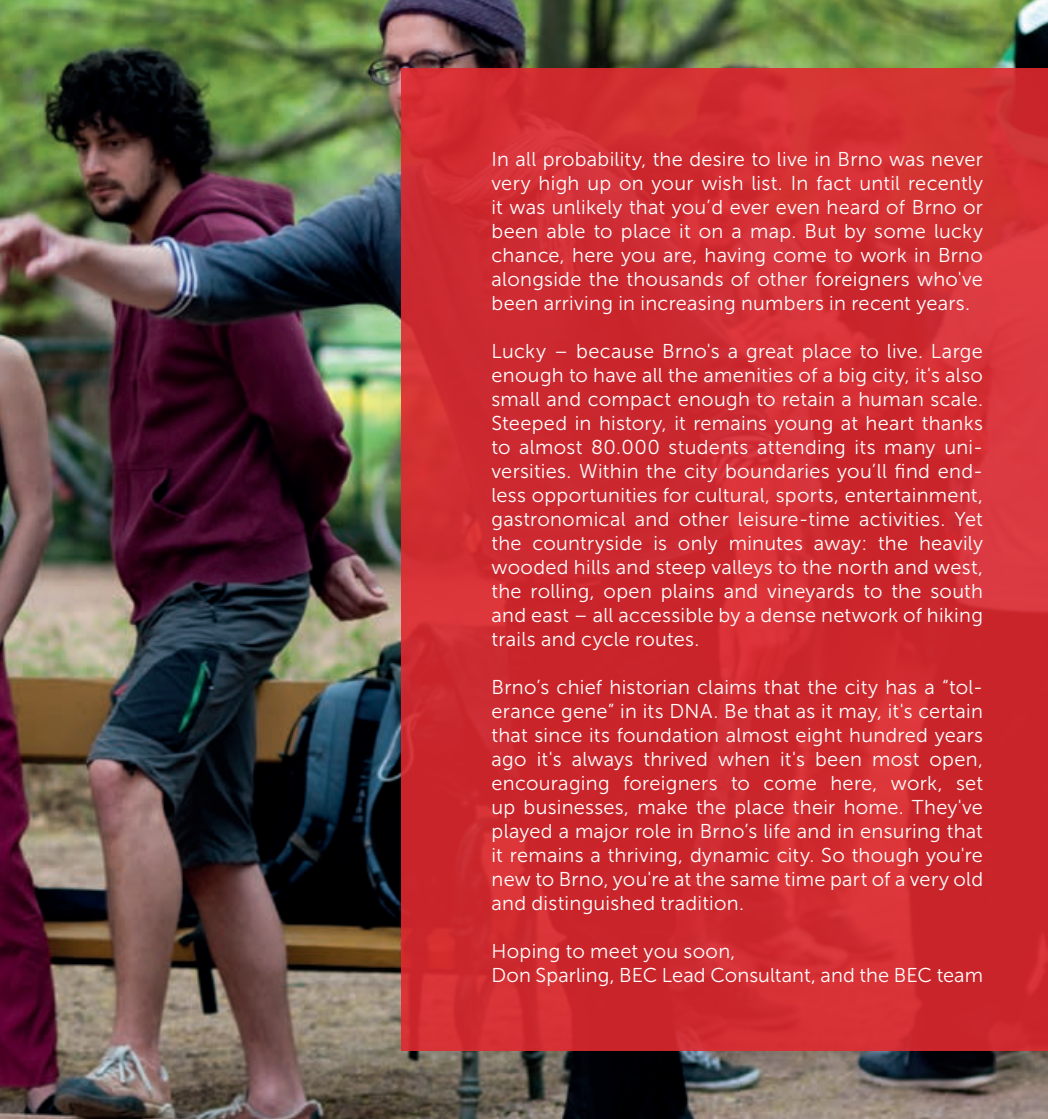 In all probability, the desire to live in Brno was never
very high up on your wish list. In fact until recently
it was unlikely that you‘d ever even heard of Brno or
been able to place it on a map. But by some lucky
chance, here you are, having come to work in Brno
alongside the thousands of other foreigners who've
been arriving in increasing numbers in recent years.

Lucky – because Brno's a great place to live. Large
enough to have all the amenities of a big city, it's also
small and compact enough to retain a human scale.
Steeped in history, it remains young at heart thanks
to almost 80.000 students attending its many uni-
versities. Within the city boundaries you’ll find end-
less opportunities for cultural, sports, entertainment,
gastronomical and other leisure-time activities. Yet
the countryside is only minutes away: the heavily
wooded hills and steep valleys to the north and west,
the rolling, open plains and vineyards to the south
and east – all accessible by a dense network of hiking
trails and cycle routes.

Brno‘s chief historian claims that the city has a “tol-
erance gene” in its DNA. Be that as it may, it's certain
that since its foundation almost eight hundred years
ago it's always thrived when it's been most open,
encouraging foreigners to come here, work, set
up businesses, make the place their home. They've
played a major role in Brno‘s life and in ensuring that
it remains a thriving, dynamic city. So though you're
new to Brno, you're at the same time part of a very old
and distinguished tradition.

Hoping to meet you soon,
Don Sparling, BEC Lead Consultant, and the BEC team